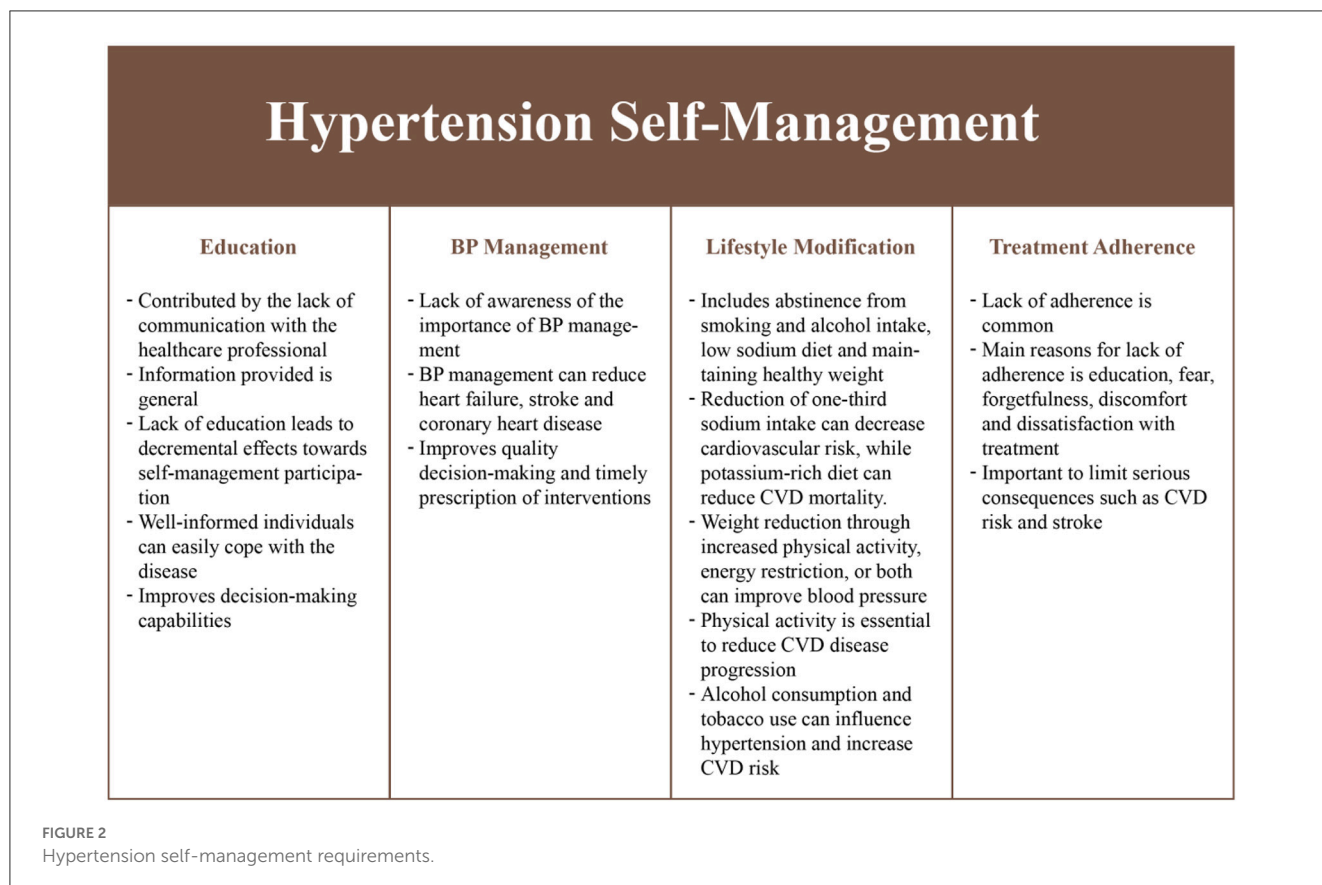 Hypertension Self-Management
Education
- Contributed by the lack of
communication with the
healthcare professional
- Information provided is
general
- Lack of education leads to
decremental effects towards
self-management participa-
tion
- Well-informed individuals
can easily cope with the
disease
- Improves decision-making
capabilities
BP Management
- Lack of awareness of the
importance of BP manage-
ment
- BP management can reduce
heart failure, stroke and
coronary heart disease
- Improves quality
decision-making and timely
prescription of interventions
Lifestyle Modification
- Includes abstinence from
smoking and alcohol intake,
low sodium diet and main-
taining healthy weight
- Reduction of one-third
sodium intake can decrease
cardiovascular risk, while
potassium-rich diet can
reduce CVD mortality.
- Weight reduction through
increased physical activity,
energy restriction, or both
can improve blood pressure
- Physical activity is essential
to reduce CVD disease
progression
- Alcohol consumption and
tobacco use can influence
hypertension and increase
CVD risk
Treatment Adherence
- Lack of adherence is
common
- Main reasons for lack of
adherence is education, fear,
forgetfulness, discomfort
and dissatisfaction with
treatment
- Important to limit serious
consequences such as CVD
risk and stroke
FIGURE 2
Hypertension self-management requirements.